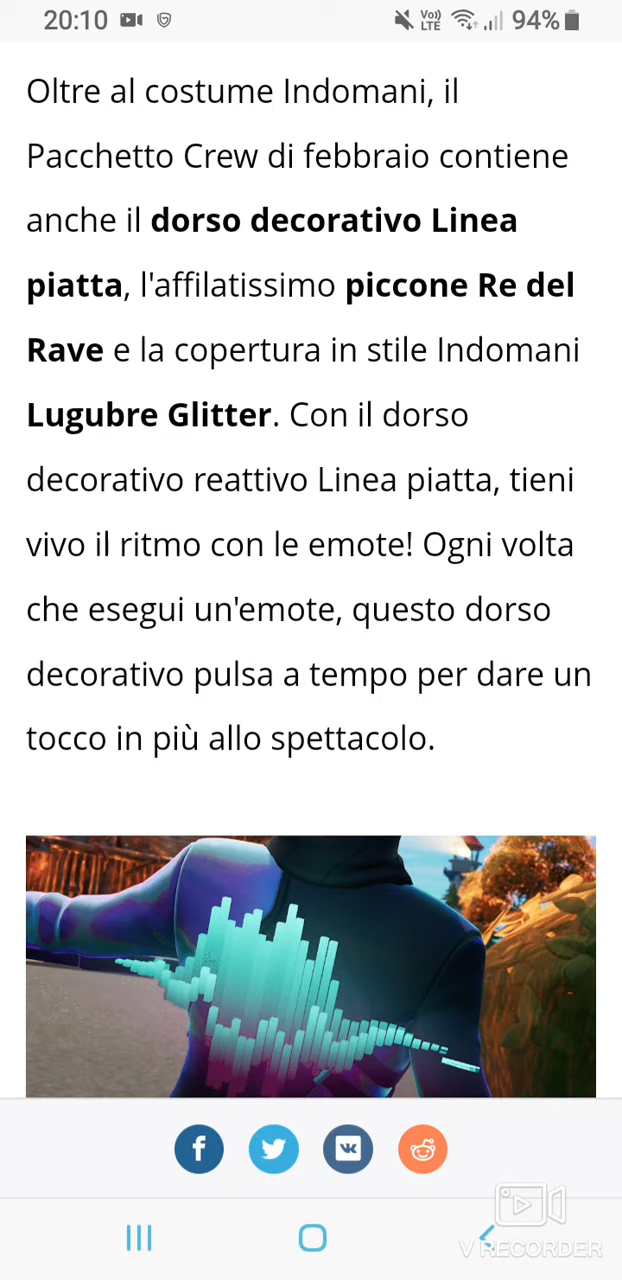 20:10
Vo))
LTE
94%
Oltre al costume Indomani, il
Pacchetto Crew di febbraio contiene
anche il dorso decorativo Linea
piatta, l'affilatissimo piccone Re del
Rave e la copertura in stile Indomani
Lugubre Glitter. Con il dorso
decorativo reattivo Linea piatta, tieni
vivo il ritmo con le emote! Ogni volta
che esegui un'emote, questo dorso
decorativo pulsa a tempo per dare un
tocco in più allo spettacolo.
V RECORDER